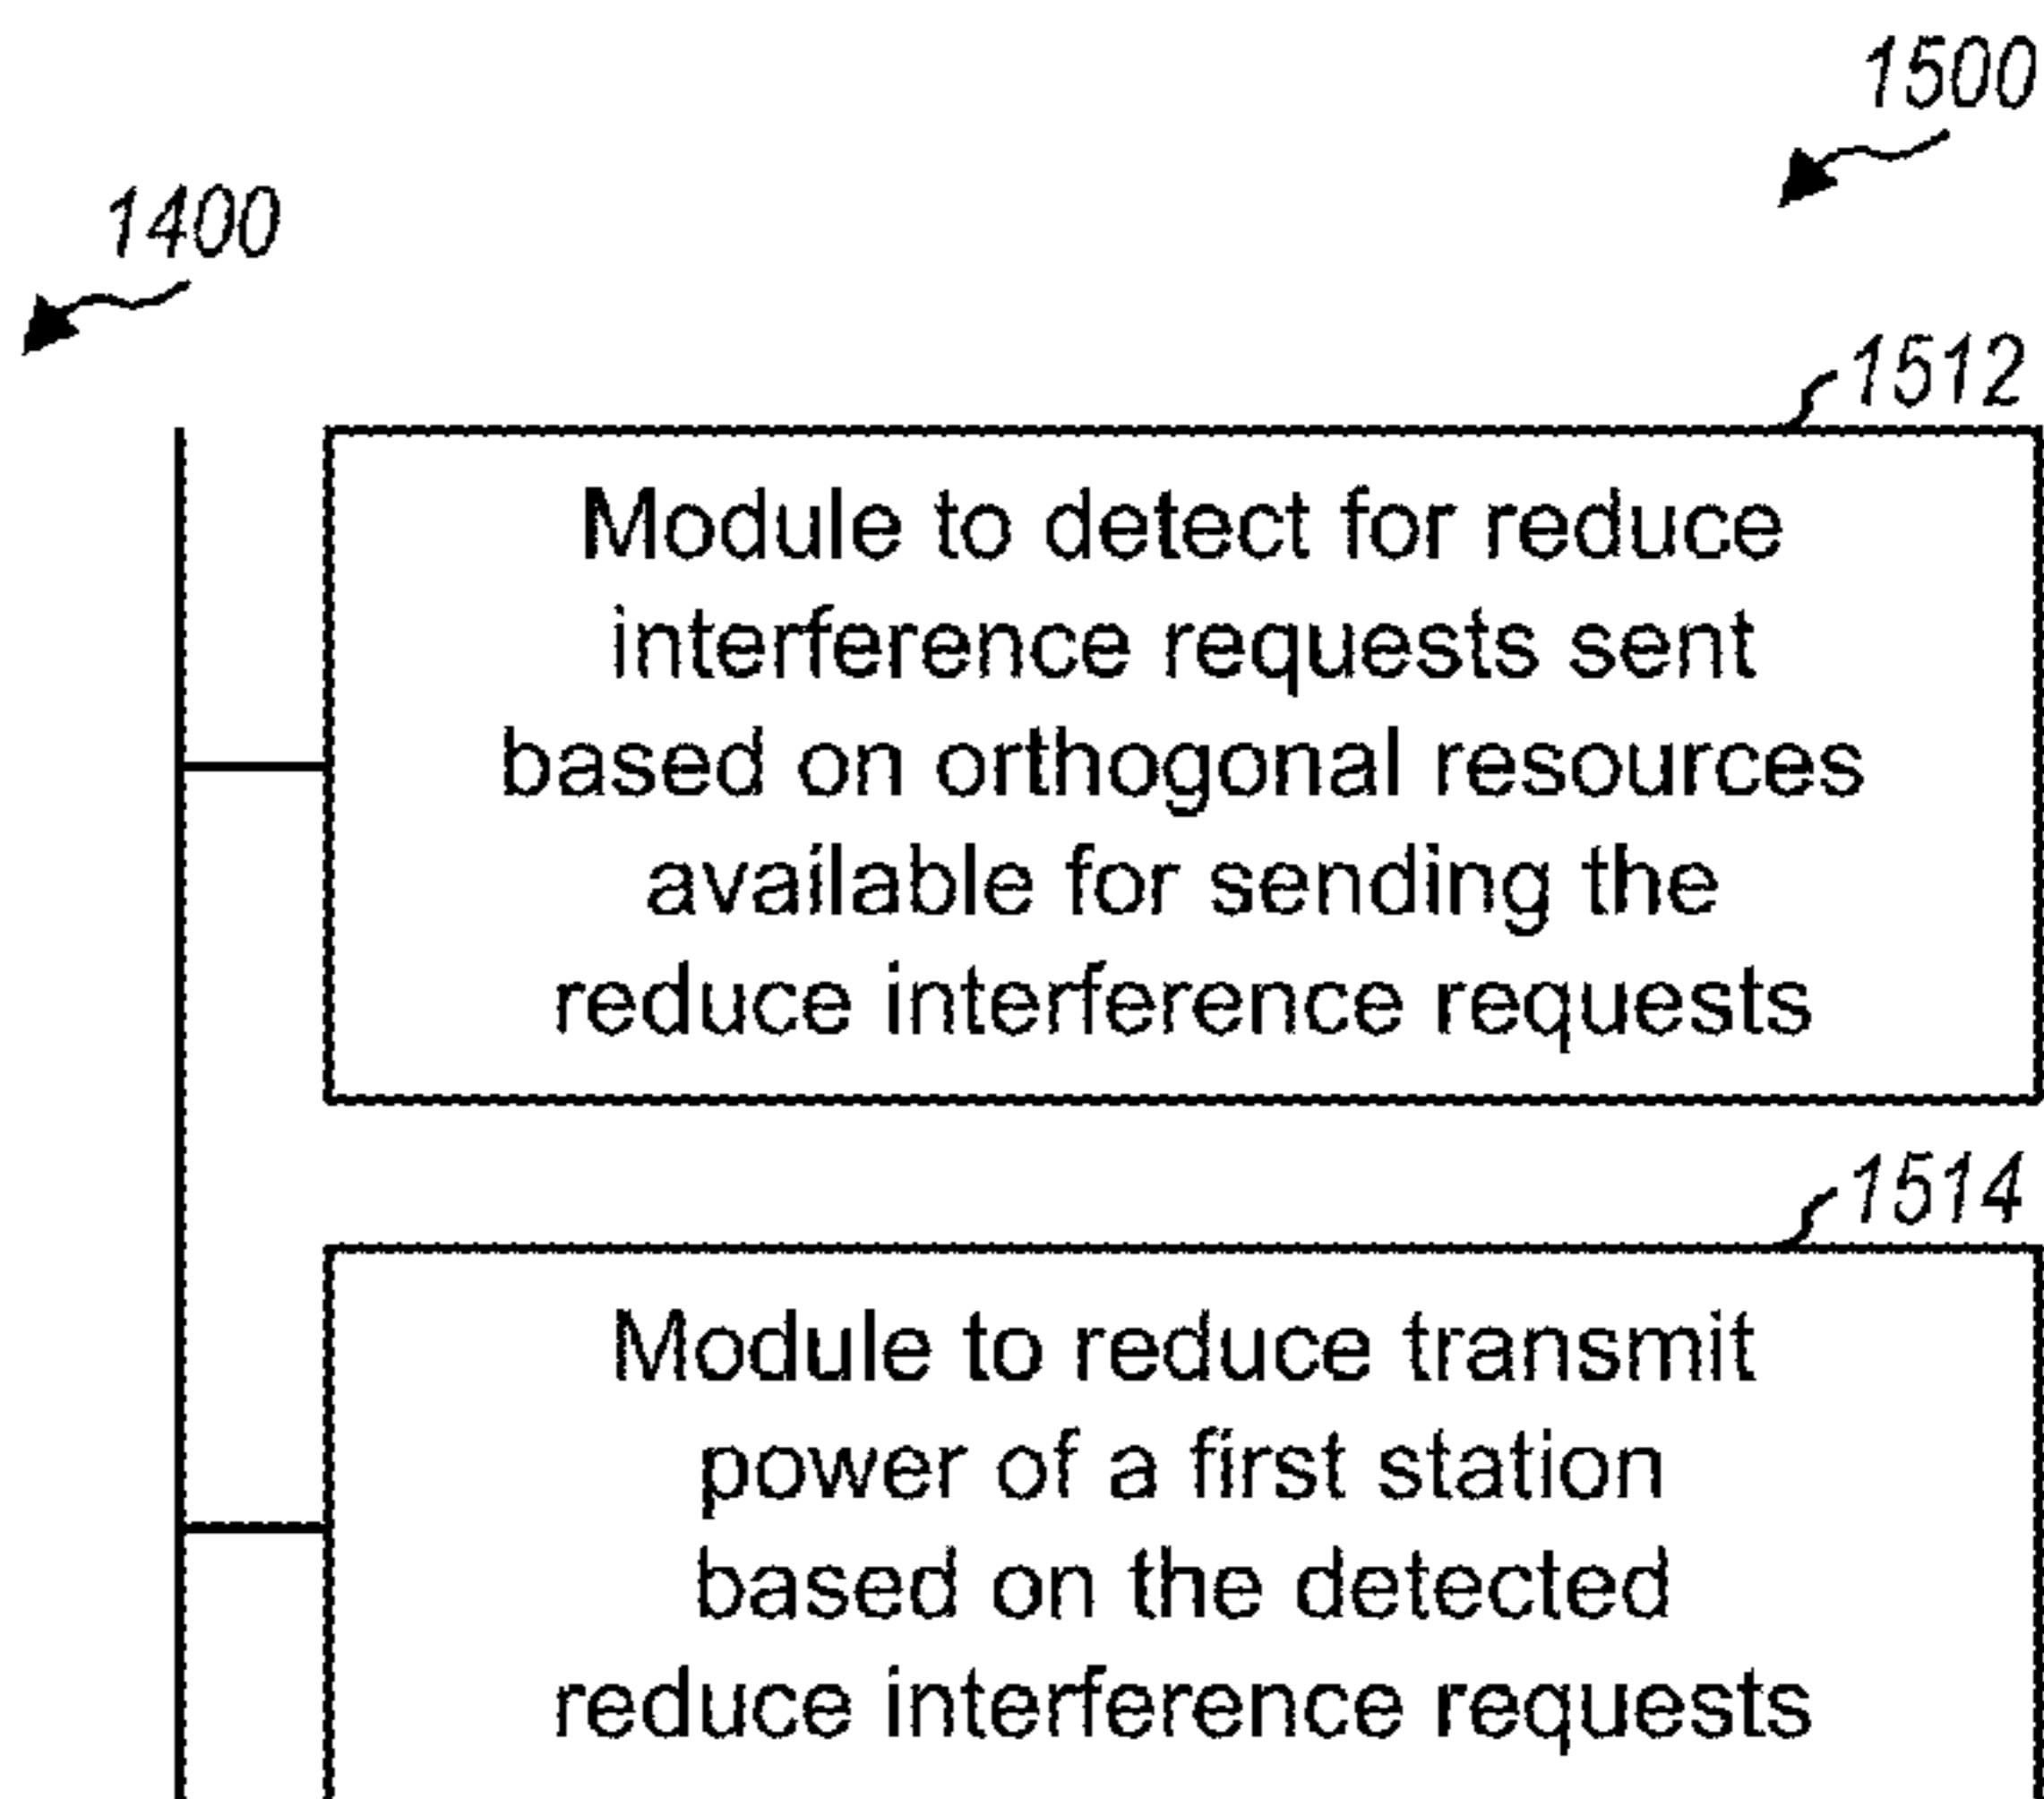 1500
1400
1512
Module to detect for reduce
interference requests sent
based on orthogonal resources
available for sending the
reduce interference requests
1514
Module to reduce transmit
power of a first station
based on the detected
reduce interference requests